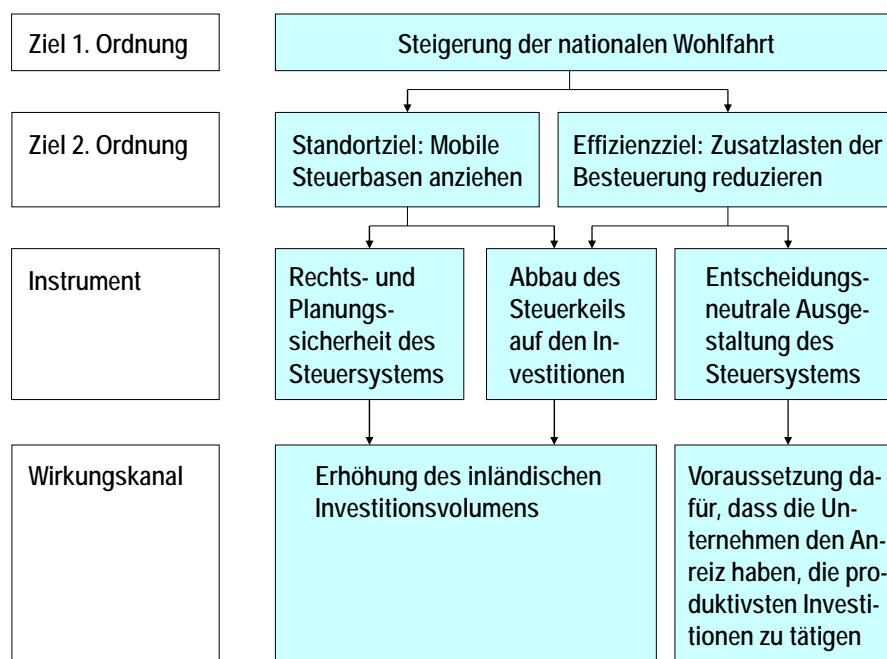 Ziel 1. Ordnung
Steigerung der nationalen Wohlfahrt
Ziel 2. Ordnung
Standortziel: Mobile
Steuerbasen anziehen
Effizienzziel: Zusatzlasten der
Besteuerung reduzieren
Instrument
Rechts- und
Planungs-
sicherheit des
Steuersystems
Abbau des
Steuerkeils
auf den In-
vestitionen
Entscheidungs-
neutrale Ausge-
staltung des
Steuersystems
Wirkungskanal
Erhöhung des inländischen
Investitionsvolumens
Voraussetzung da-
für, dass die Un-
ternehmen den An-
reiz haben, die pro-
duktivsten Investi-
tionen zu tätigen